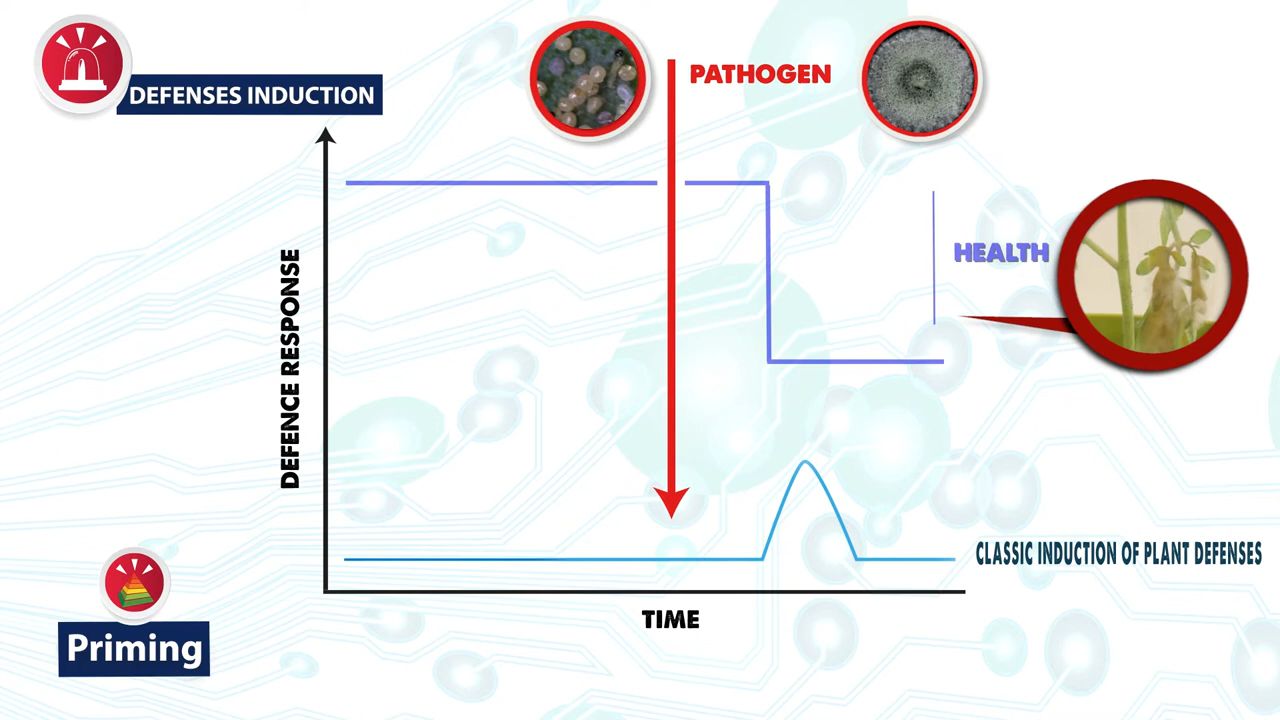 DEFENSES INDUCTION
PATHOGEN
HEALTH
DEFENCE RESPONSE
CLASSIC INDUCTION OF PLANT DEFENSES
TIME
Priming